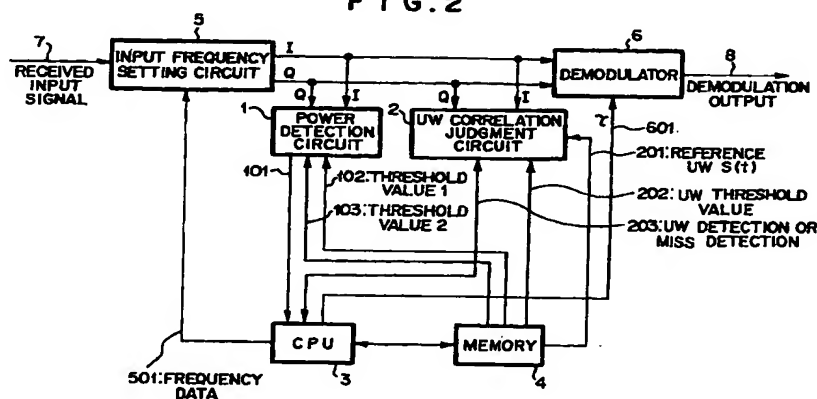 FIG.2
5
6
7
RECEIVED
INPUT
SIGNAL
INPUT FREQUENCY
SETTING CIRCUIT
I
Q
DEMODULATOR
8
DEMODULATION
OUTPUT
Q
I
Q
I
1
POWER
DETECTION
CIRCUIT
2
UW CORRELATION
JUDGMENT
CIRCUIT
τ
601
201:REFERENCE
UW S(t)
101
102:THRESHOLD
VALUE 1
202:UW THRESHOLD
VALUE
103:THRESHOLD
VALUE 2
203:UW DETECTION OR
MISS DETECTION
CPU
MEMORY
3
4
501:FREQUENCY
DATA